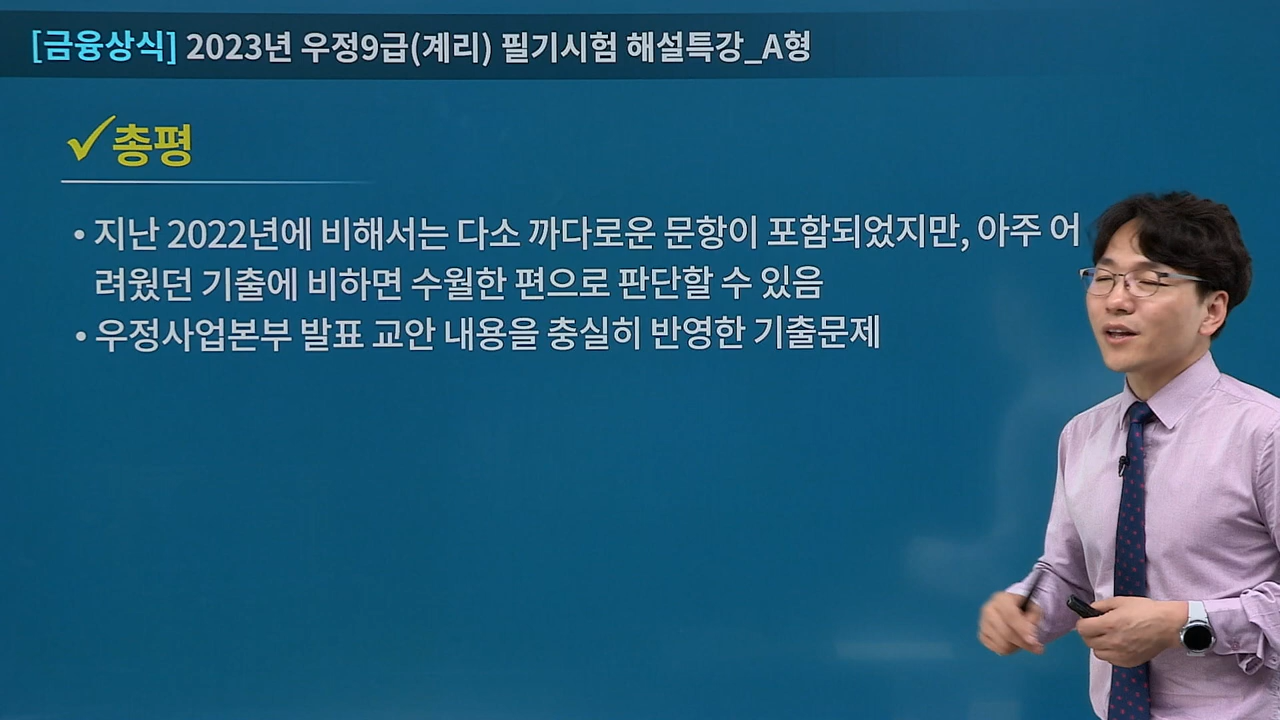 [금융상식] 2023년 우정9급(계리) 필기시험 해설특강_A형
✓총평
• 지난 2022년에 비해서는 다소 까다로운 문항이 포함되었지만, 아주 어
려웠던 기출에 비하면 수월한 편으로 판단할 수 있음
• 우정사업본부 발표 교안 내용을 충실히 반영한 기출문제